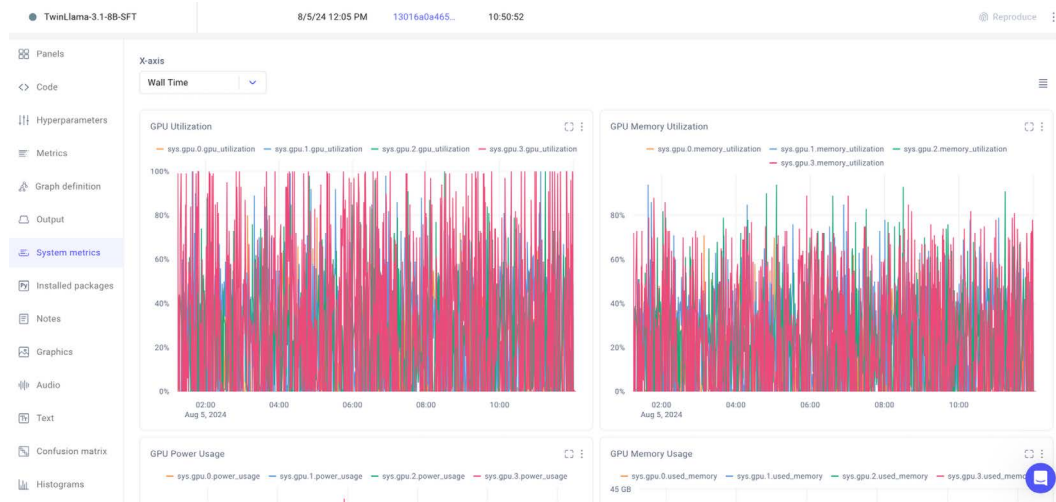 TwinLlama-3.1-8B-SFT 8/5/24 12:05 PM 13016a0a465... 10:50:52 Reproduce
Panels
Code
Hyperparameters
Metrics
Graph definition
Output
System metrics
Installed packages
Notes
Graphics
Audio
Text
Confusion matrix
Histograms
X-axis
Wall Time
GPU Utilization
sys.gpu.0.gpu_utilization sys.gpu.1.gpu_utilization sys.gpu.2.gpu_utilization sys.gpu.3.gpu_utilization
100%
80%
60%
40%
20%
0%
02:00 04:00 06:00 08:00 10:00
Aug 5, 2024
GPU Memory Utilization
sys.gpu.0.memory_utilization sys.gpu.1.memory_utilization sys.gpu.2.memory_utilization
sys.gpu.3.memory_utilization
80%
60%
40%
20%
0%
02:00 04:00 06:00 08:00 10:00
Aug 5, 2024
GPU Power Usage
sys.gpu.0.power_usage sys.gpu.1.power_usage sys.gpu.2.power_usage sys.gpu.3.power_usage
GPU Memory Usage
sys.gpu.0.used_memory sys.gpu.1.used_memory sys.gpu.2.used_memory sys.gpu.3.used_memo
45 GB